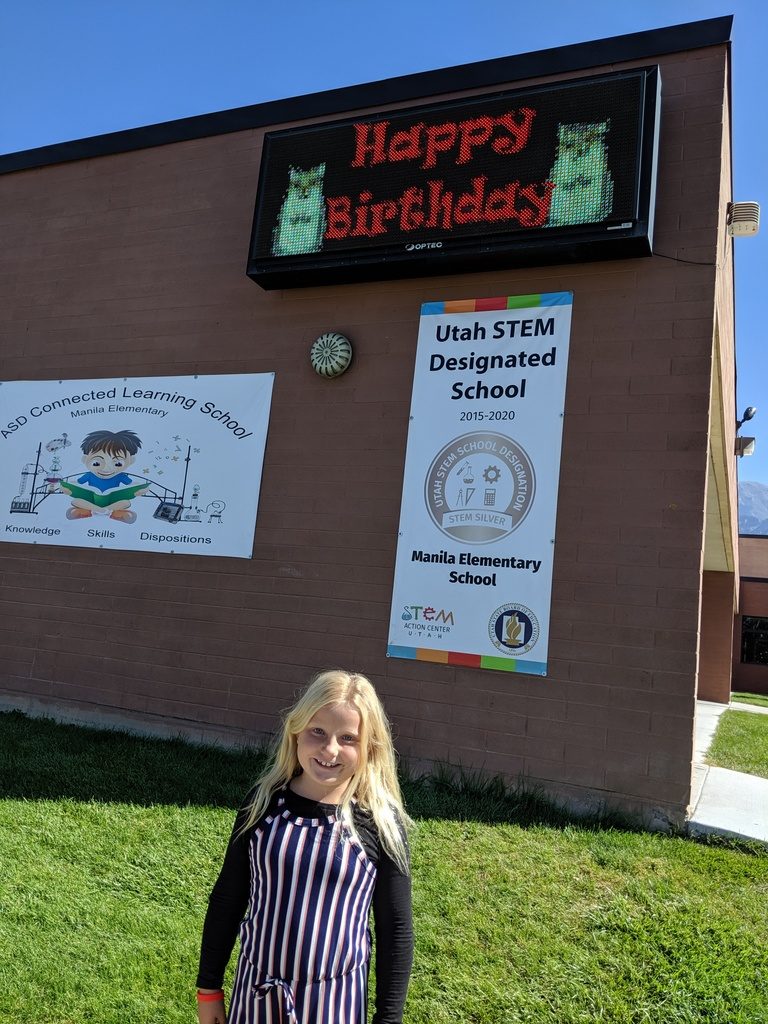 Happy
Birthday
OPTEC
ASD Connected Learning School
Manila Elementary
Knowledge Skills Dispositions
Utah STEM
Designated
School
2015-2020
UTAH STEM SCHOOL DESIGNATION
STEM SILVER
Manila Elementary
School
STEM
ACTION CENTER
UTAH